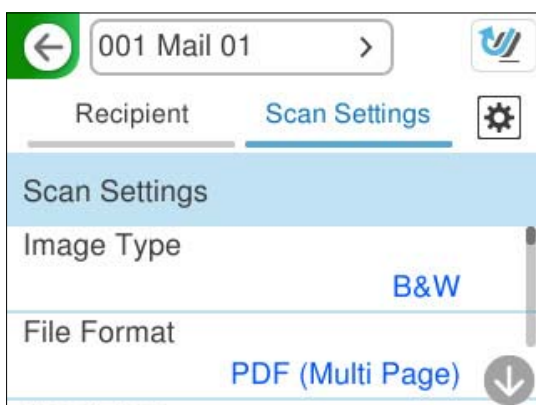 001 Mail 01
Recipient
Scan Settings
Scan Settings
Image Type
B&W
File Format
PDF (Multi Page)